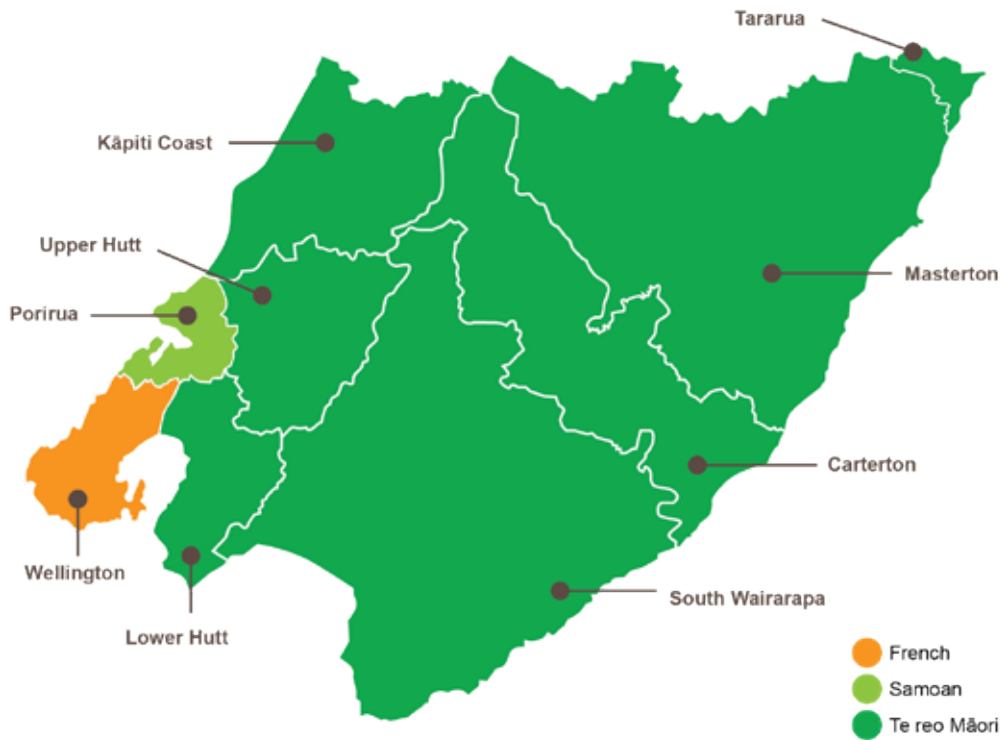 Tararua
Kāpiti Coast
Upper Hutt
Masterton
Porirua
Carterton
Wellington
South Wairarapa
Lower Hutt
French
Samoan
Te reo Māori